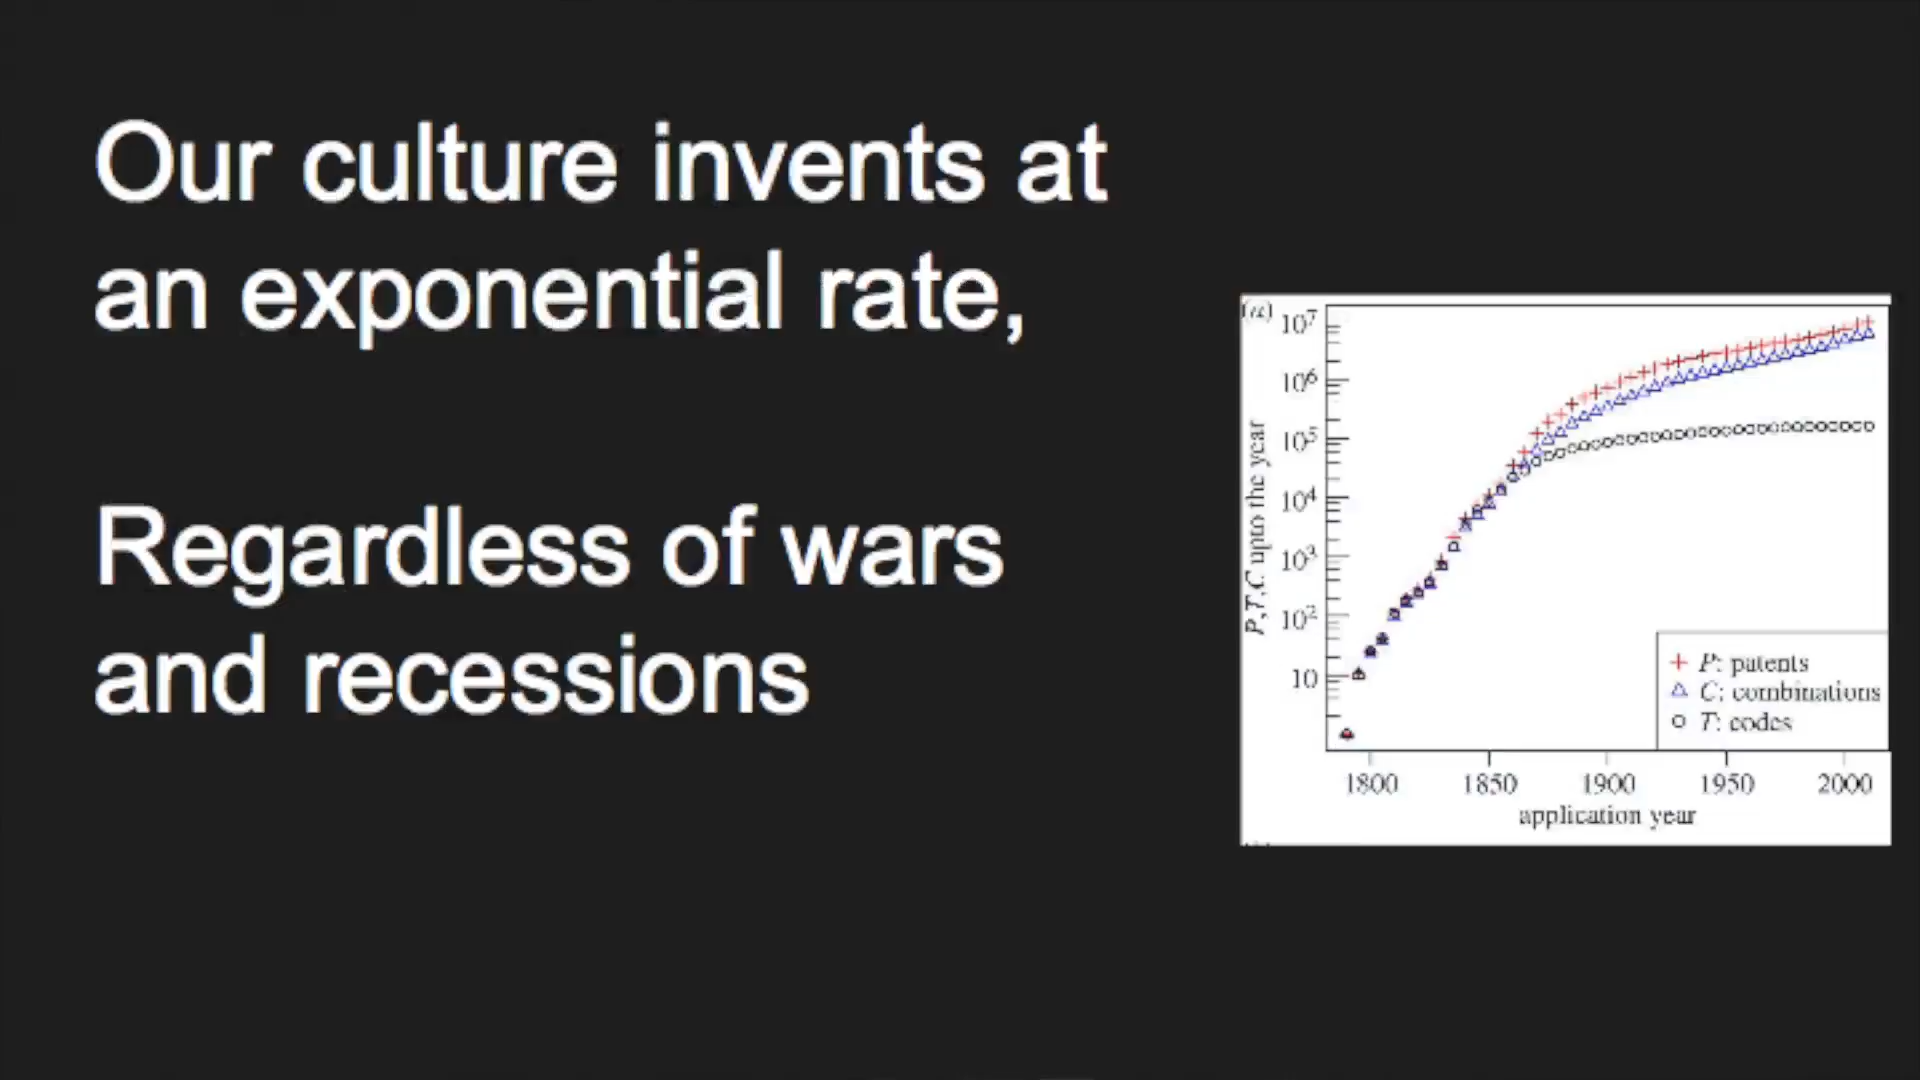 Our culture invents at
an exponential rate,
Regardless of wars
and recessions
(a)
10⁷
10⁶
10⁵
10⁴
10³
10²
10
P,T,C upto the year
P: patents
C: combinations
T: codes
1800 1850 1900 1950 2000
application year